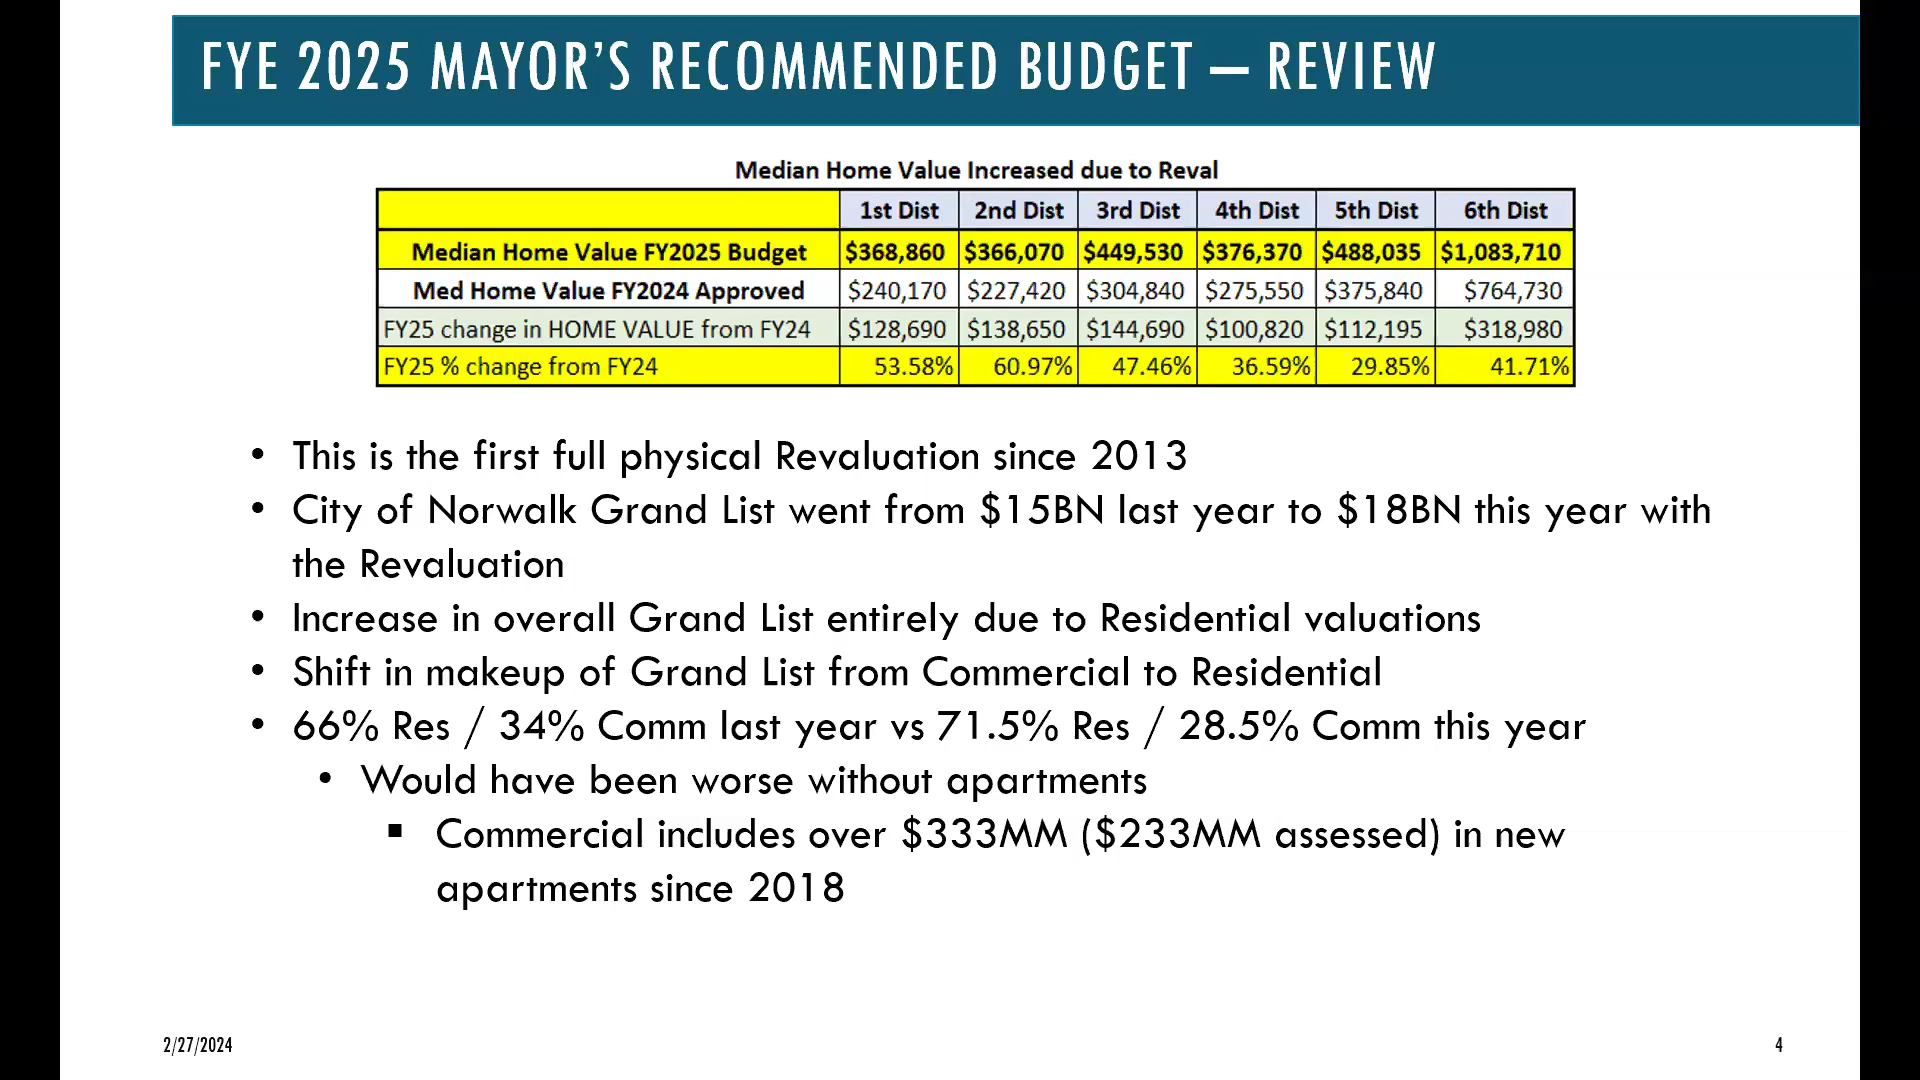 FYE 2025 MAYOR'S RECOMMENDED BUDGET — REVIEW
Median Home Value Increased due to Reval
1st Dist 2nd Dist 3rd Dist 4th Dist 5th Dist 6th Dist
Median Home Value FY2025 Budget $368,860 $366,070 $449,530 $376,370 $488,035 $1,083,710
Med Home Value FY2024 Approved $240,170 $227,420 $304,840 $275,550 $375,840 $764,730
FY25 change in HOME VALUE from FY24 $128,690 $138,650 $144,690 $100,820 $112,195 $318,980
FY25 % change from FY24 53.58% 60.97% 47.46% 36.59% 29.85% 41.71%
• This is the first full physical Revaluation since 2013
• City of Norwalk Grand List went from $15BN last year to $18BN this year with
the Revaluation
• Increase in overall Grand List entirely due to Residential valuations
• Shift in makeup of Grand List from Commercial to Residential
• 66% Res / 34% Comm last year vs 71.5% Res / 28.5% Comm this year
• Would have been worse without apartments
▪ Commercial includes over $333MM ($233MM assessed) in new
apartments since 2018
2/27/2024
4